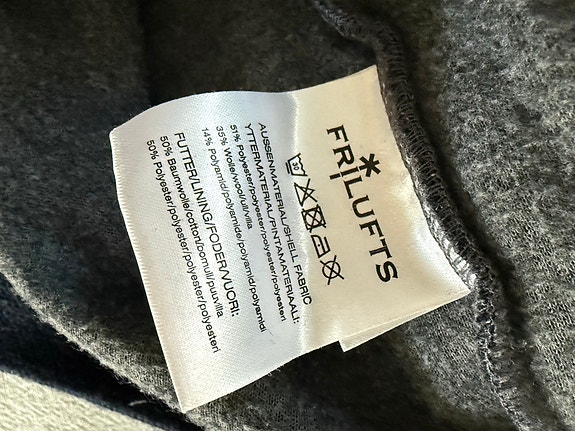 FRILUFTS
30
AUSSENMATERIAL/SHELL FABRIC
YTTERMATERIAL/PINTAMATERIAALI:
51% Polyester/polyester/polyester/polyesteri
35% Wolle/wool/ull/villa
14% Polyamid/polyamide/polyamid/polyamidi
FUTTER/LINING/FODER/VUORI:
50% Baumwolle/cotton/bomull/puuvilla
50% Polyester/polyester/polyester/polyesteri